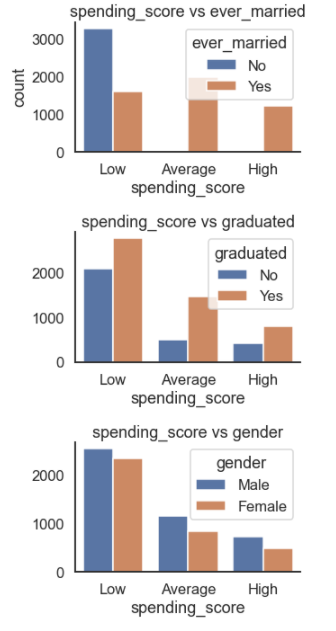 spending_score vs ever_married
3000
2000
1000
0
count
ever_married
No
Yes
Low Average High
spending_score
spending_score vs graduated
2000
1000
0
graduated
No
Yes
Low Average High
spending_score
spending_score vs gender
2000
1000
0
gender
Male
Female
Low Average High
spending_score